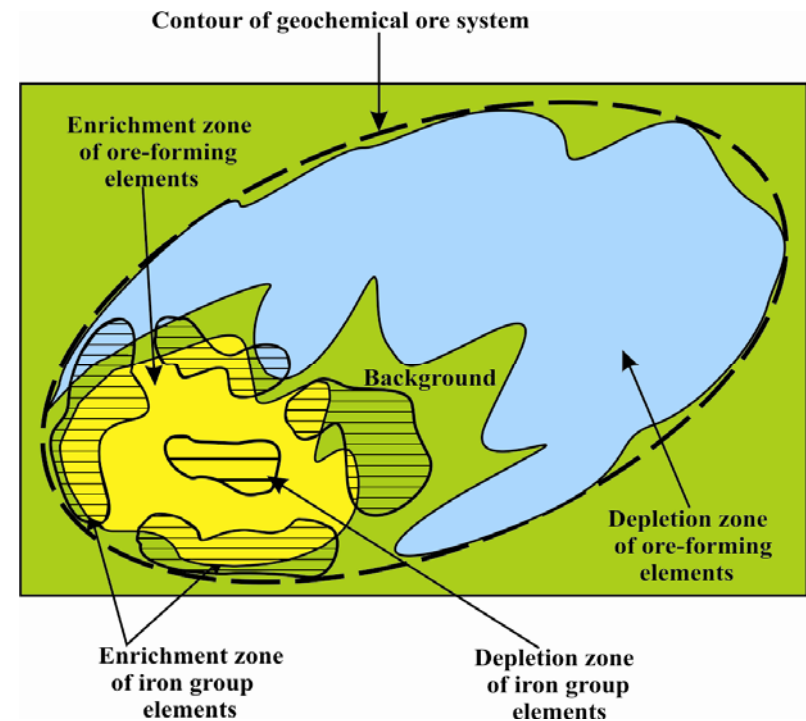 Contour of geochemical ore system
Enrichment zone
of ore-forming
elements
Background
Depletion zone
of ore-forming
elements
Enrichment zone
of iron group
elements
Depletion zone
of iron group
elements